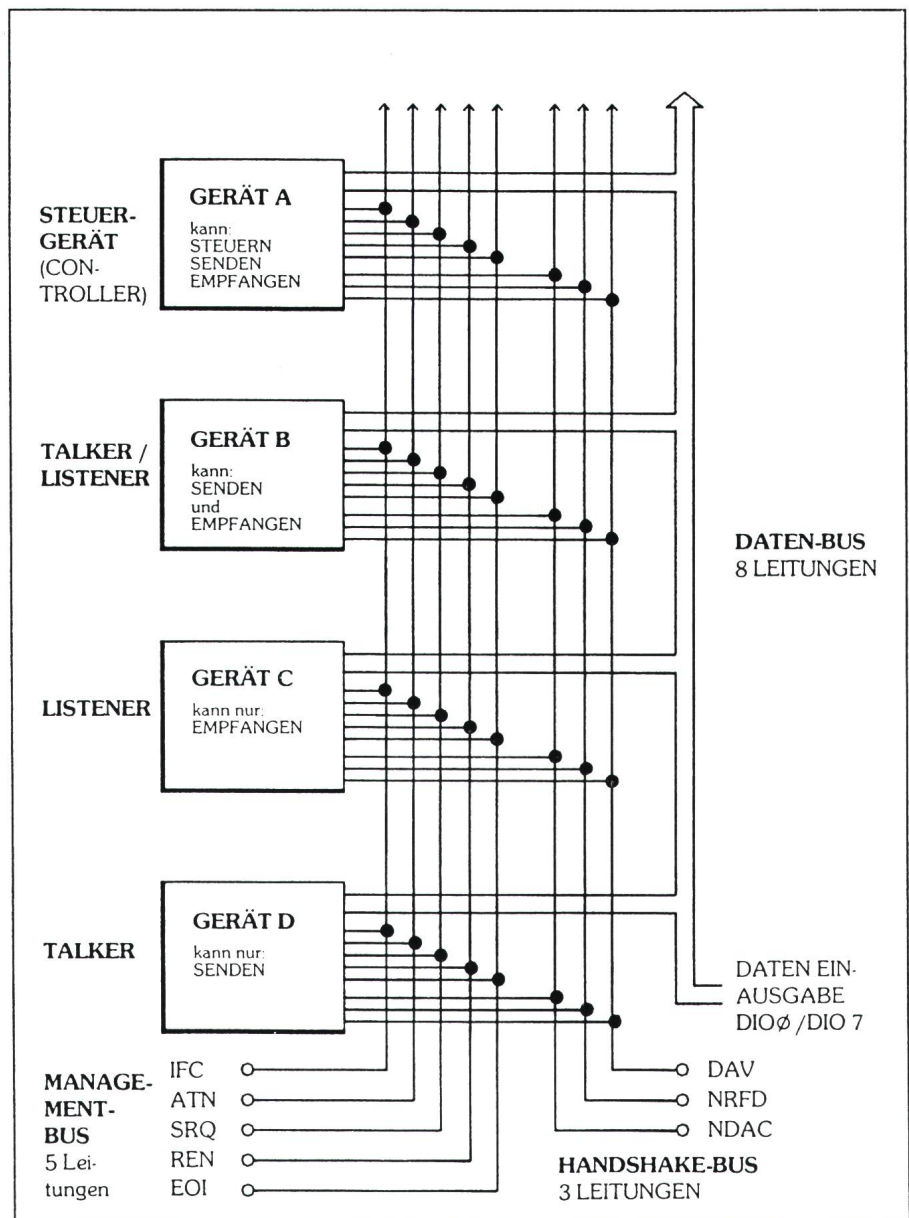 STEUER-
GERÄT
(CON-
TROLLER)
GERÄT A
kann:
STEUERN
SENDEN
EMPFANGEN
TALKER /
LISTENER
GERÄT B
kann:
SENDEN
und
EMPFANGEN
DATEN-BUS
8 LEITUNGEN
LISTENER
GERÄT C
kann nur:
EMPFANGEN
TALKER
GERÄT D
kann nur:
SENDEN
DATEN EIN-
AUSGABE
DIOØ/DIO 7
MANAGE-
MENT-
BUS
5 Lei-
tungen
IFC
ATN
SRQ
REN
EOI
DAV
NRFD
NDAC
HANDSHAKE-BUS
3 LEITUNGEN